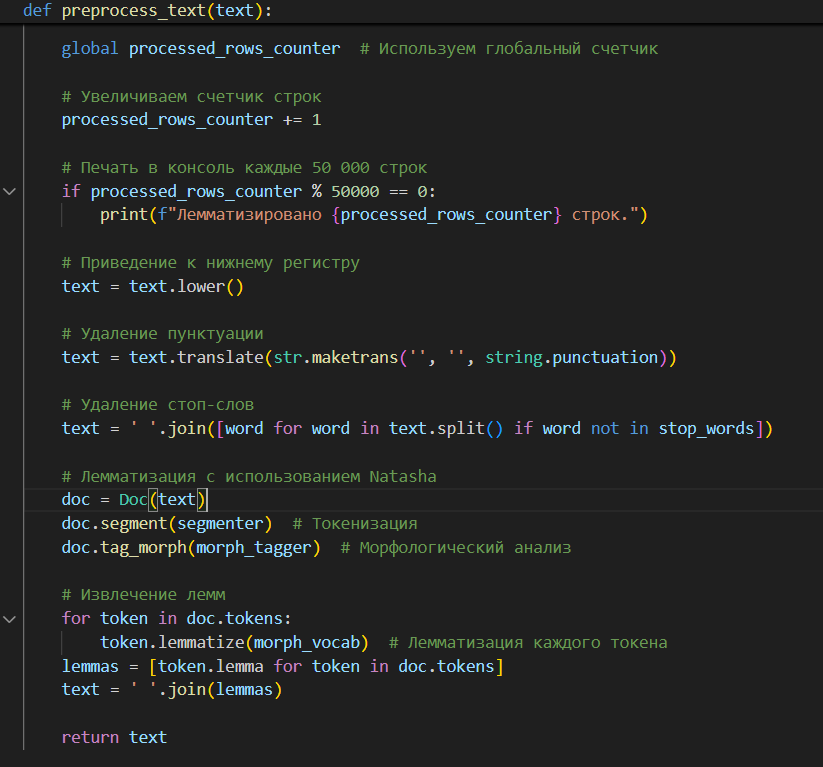 def preprocess_text(text):
global processed_rows_counter  # Используем глобальный счетчик
# Увеличиваем счетчик строк
processed_rows_counter += 1
# Печать в консоль каждые 50 000 строк
if processed_rows_counter % 50000 == 0:
print(f"Лемматизировано {processed_rows_counter} строк.")
# Приведение к нижнему регистру
text = text.lower()
# Удаление пунктуации
text = text.translate(str.maketrans('', '', string.punctuation))
# Удаление стоп-слов
text = ' '.join([word for word in text.split() if word not in stop_words])
# Лемматизация с использованием Natasha
doc = Doc(text)
doc.segment(segmenter)  # Токенизация
doc.tag_morph(morph_tagger)  # Морфологический анализ
# Извлечение лемм
for token in doc.tokens:
token.lemmatize(morph_vocab)  # Лемматизация каждого токена
lemmas = [token.lemma for token in doc.tokens]
text = ' '.join(lemmas)
return text